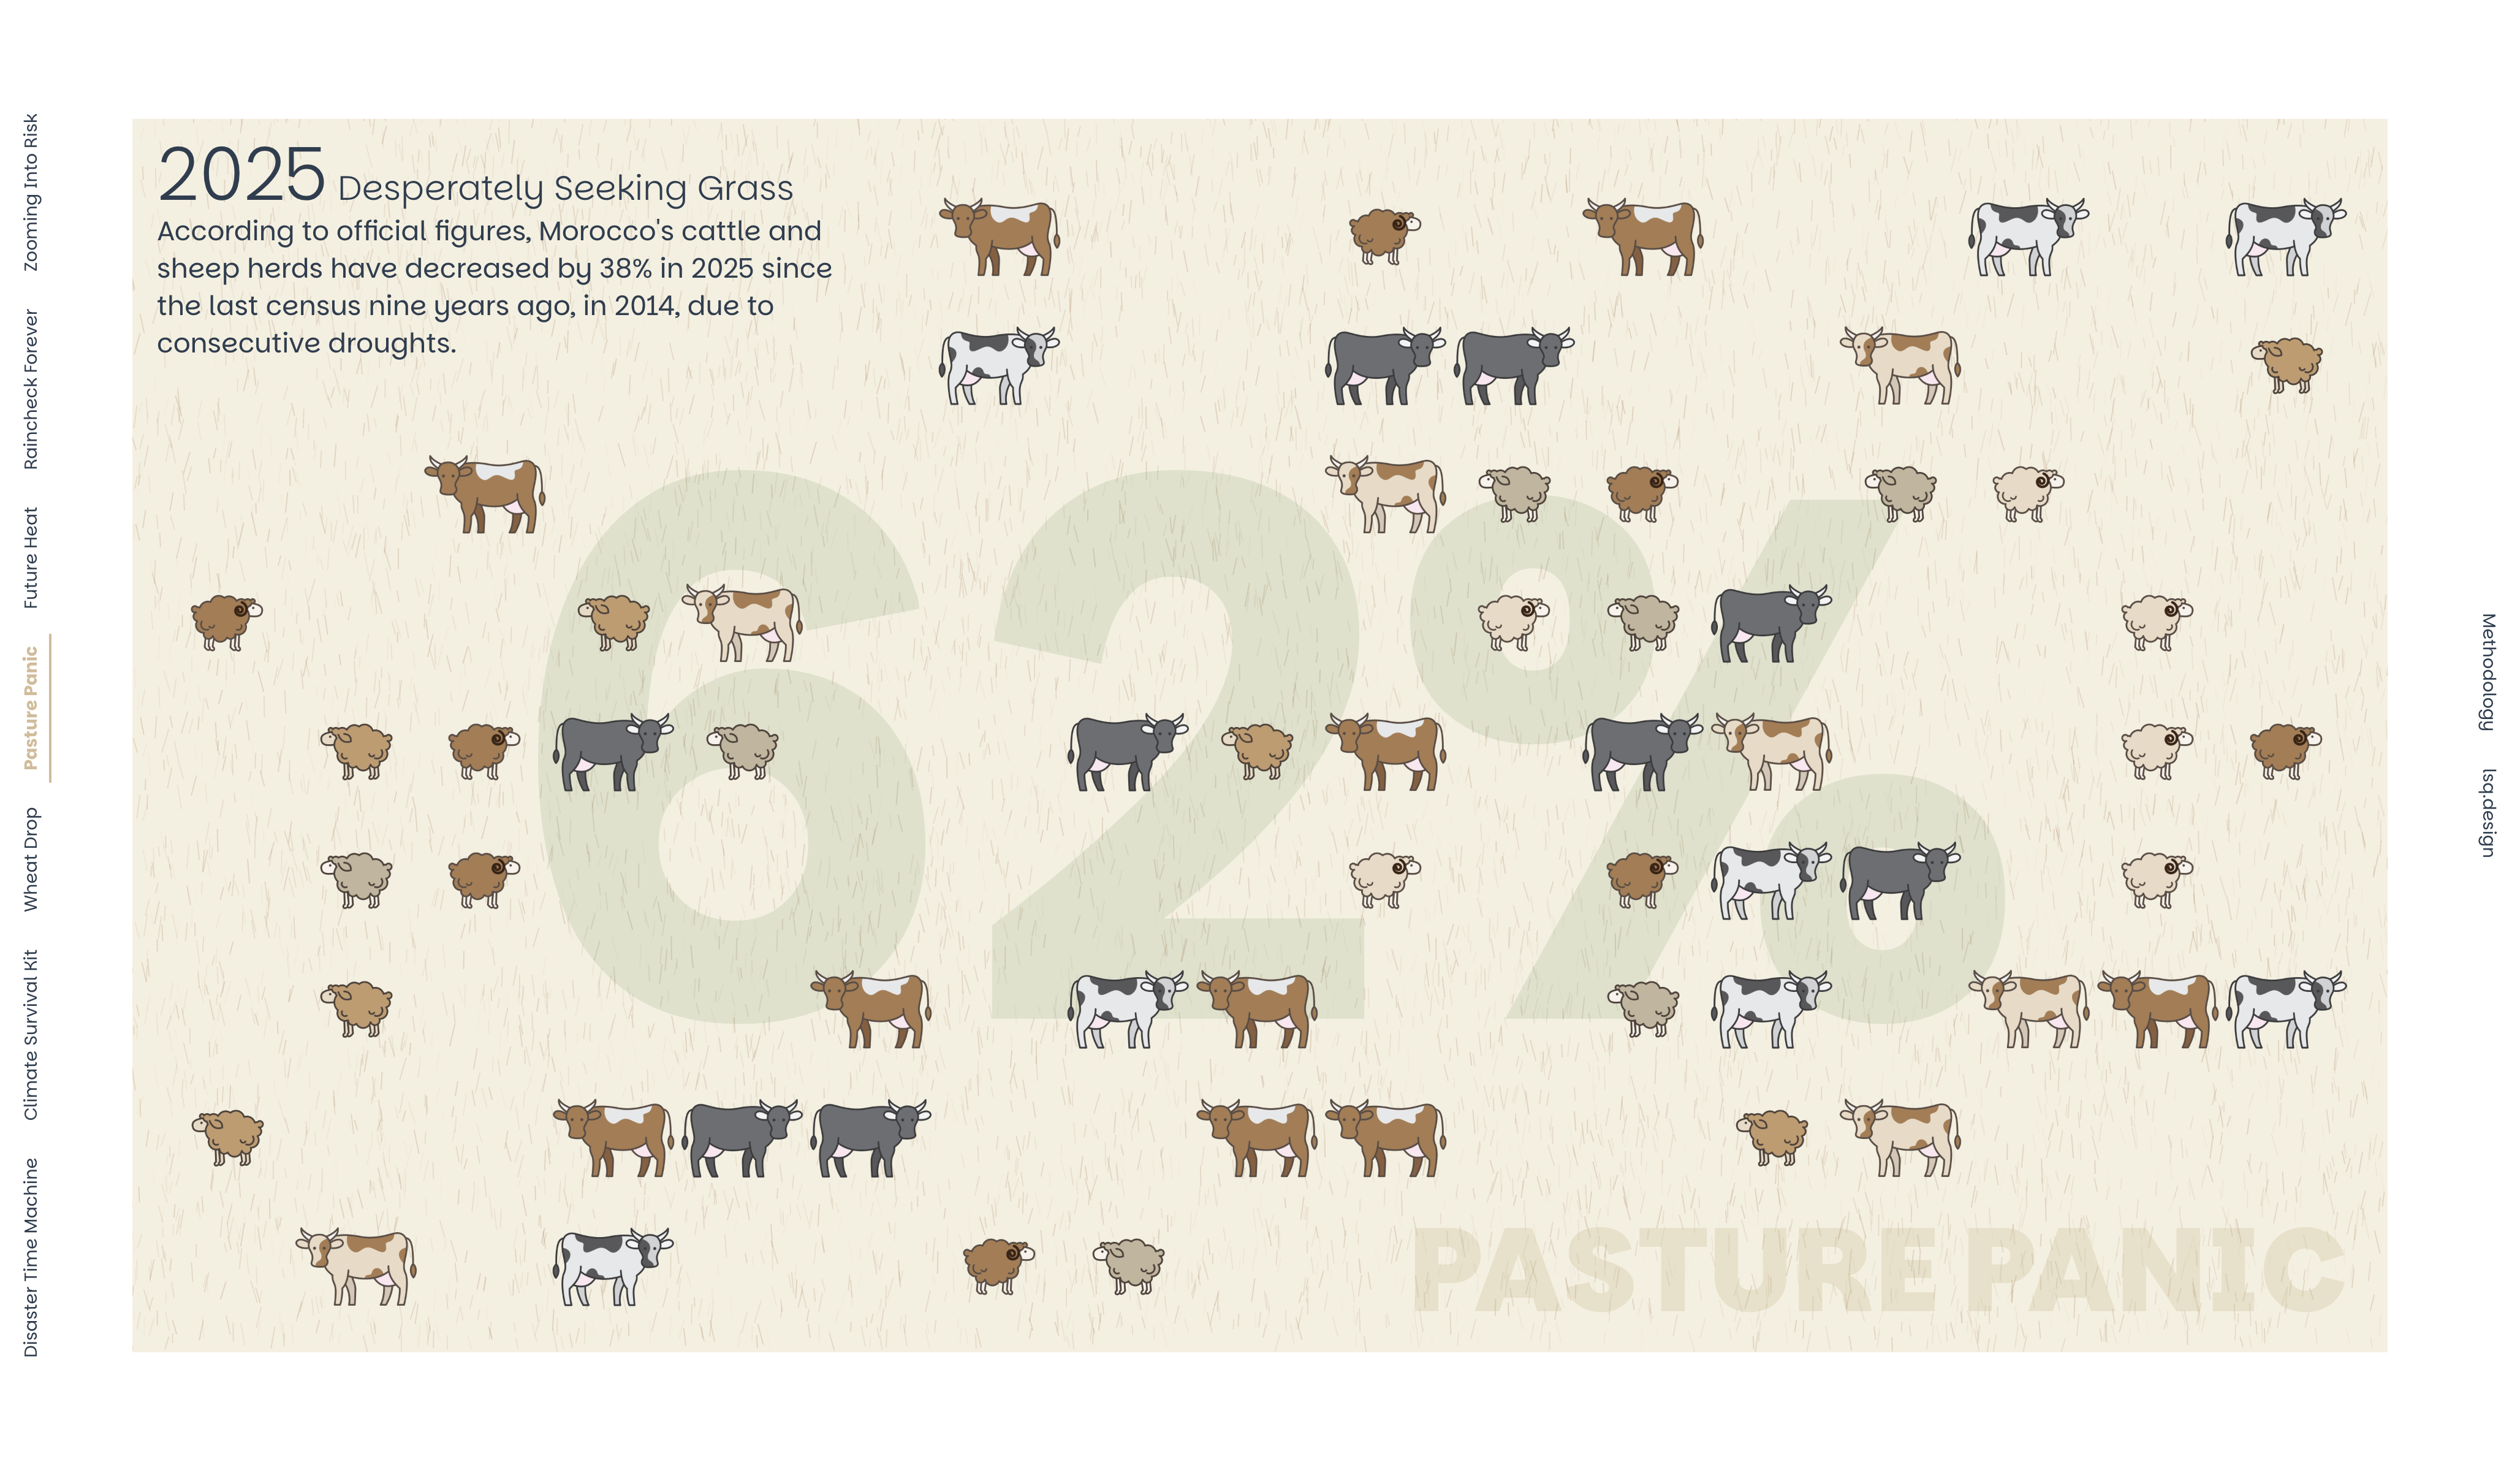 Zooming Into Risk
Raincheck Forever
Future Heat
Pasture Panic
Wheat Drop
Climate Survival Kit
Disaster Time Machine
2025 Desperately Seeking Grass
According to official figures, Morocco's cattle and
sheep herds have decreased by 38% in 2025 since
the last census nine years ago, in 2014, due to
consecutive droughts.
62%
PASTURE PANIC
Methodology
lsq.design